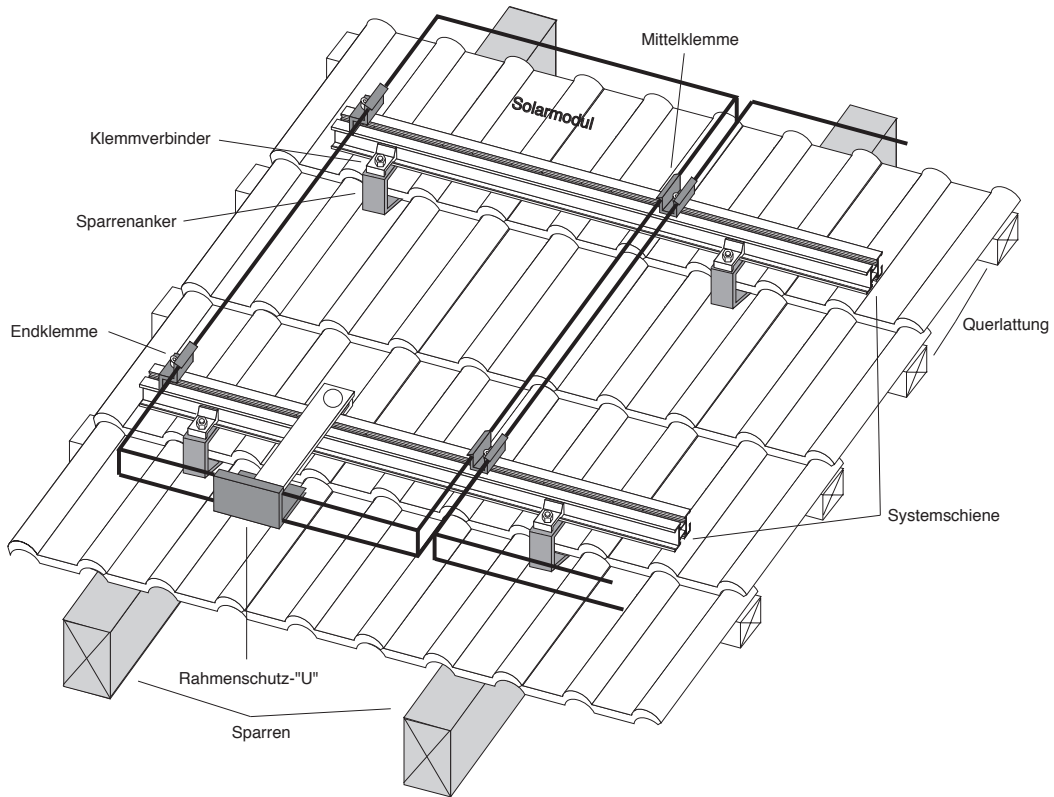 Mittelklemme
Solarmodul
Klemmverbinder
Sparrenanker
Endklemme
Querlattung
Systemschiene
Rahmenschutz-"U"
Sparren